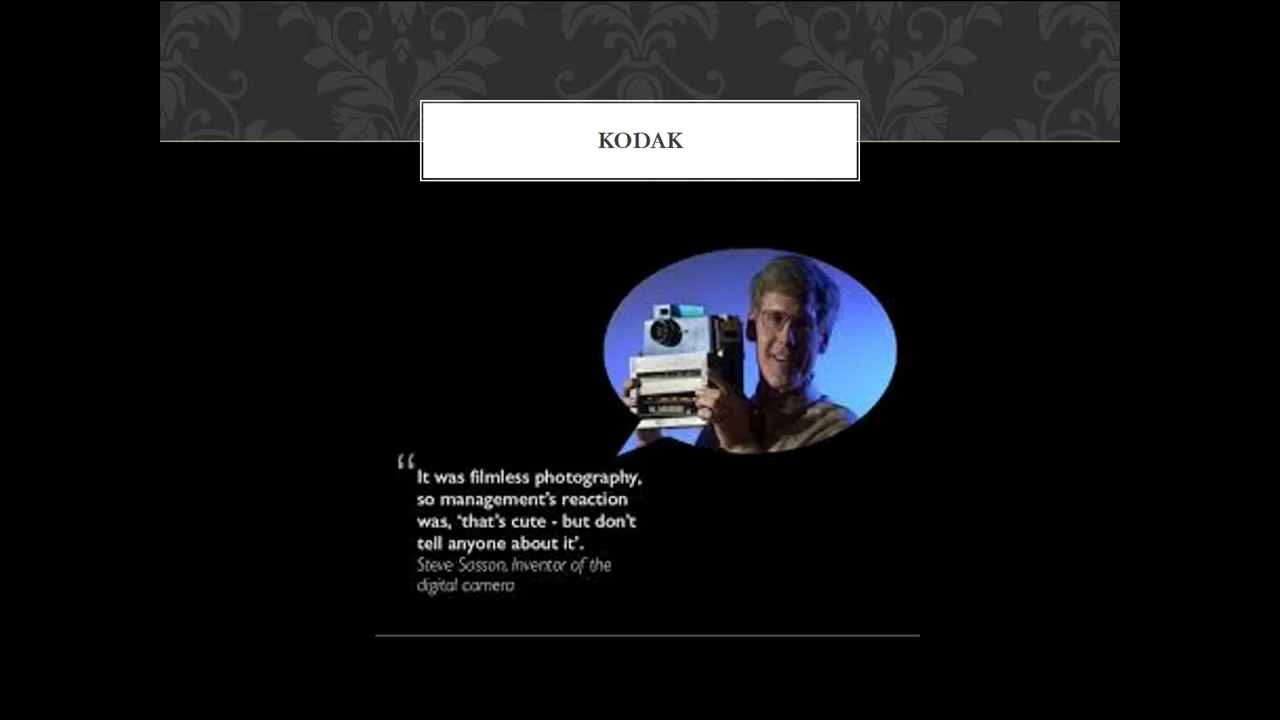 KODAK
“It was filmless photography,
so management's reaction
was, 'that's cute - but don't
tell anyone about it'.
Steve Sasson, Inventor of the
digital camera